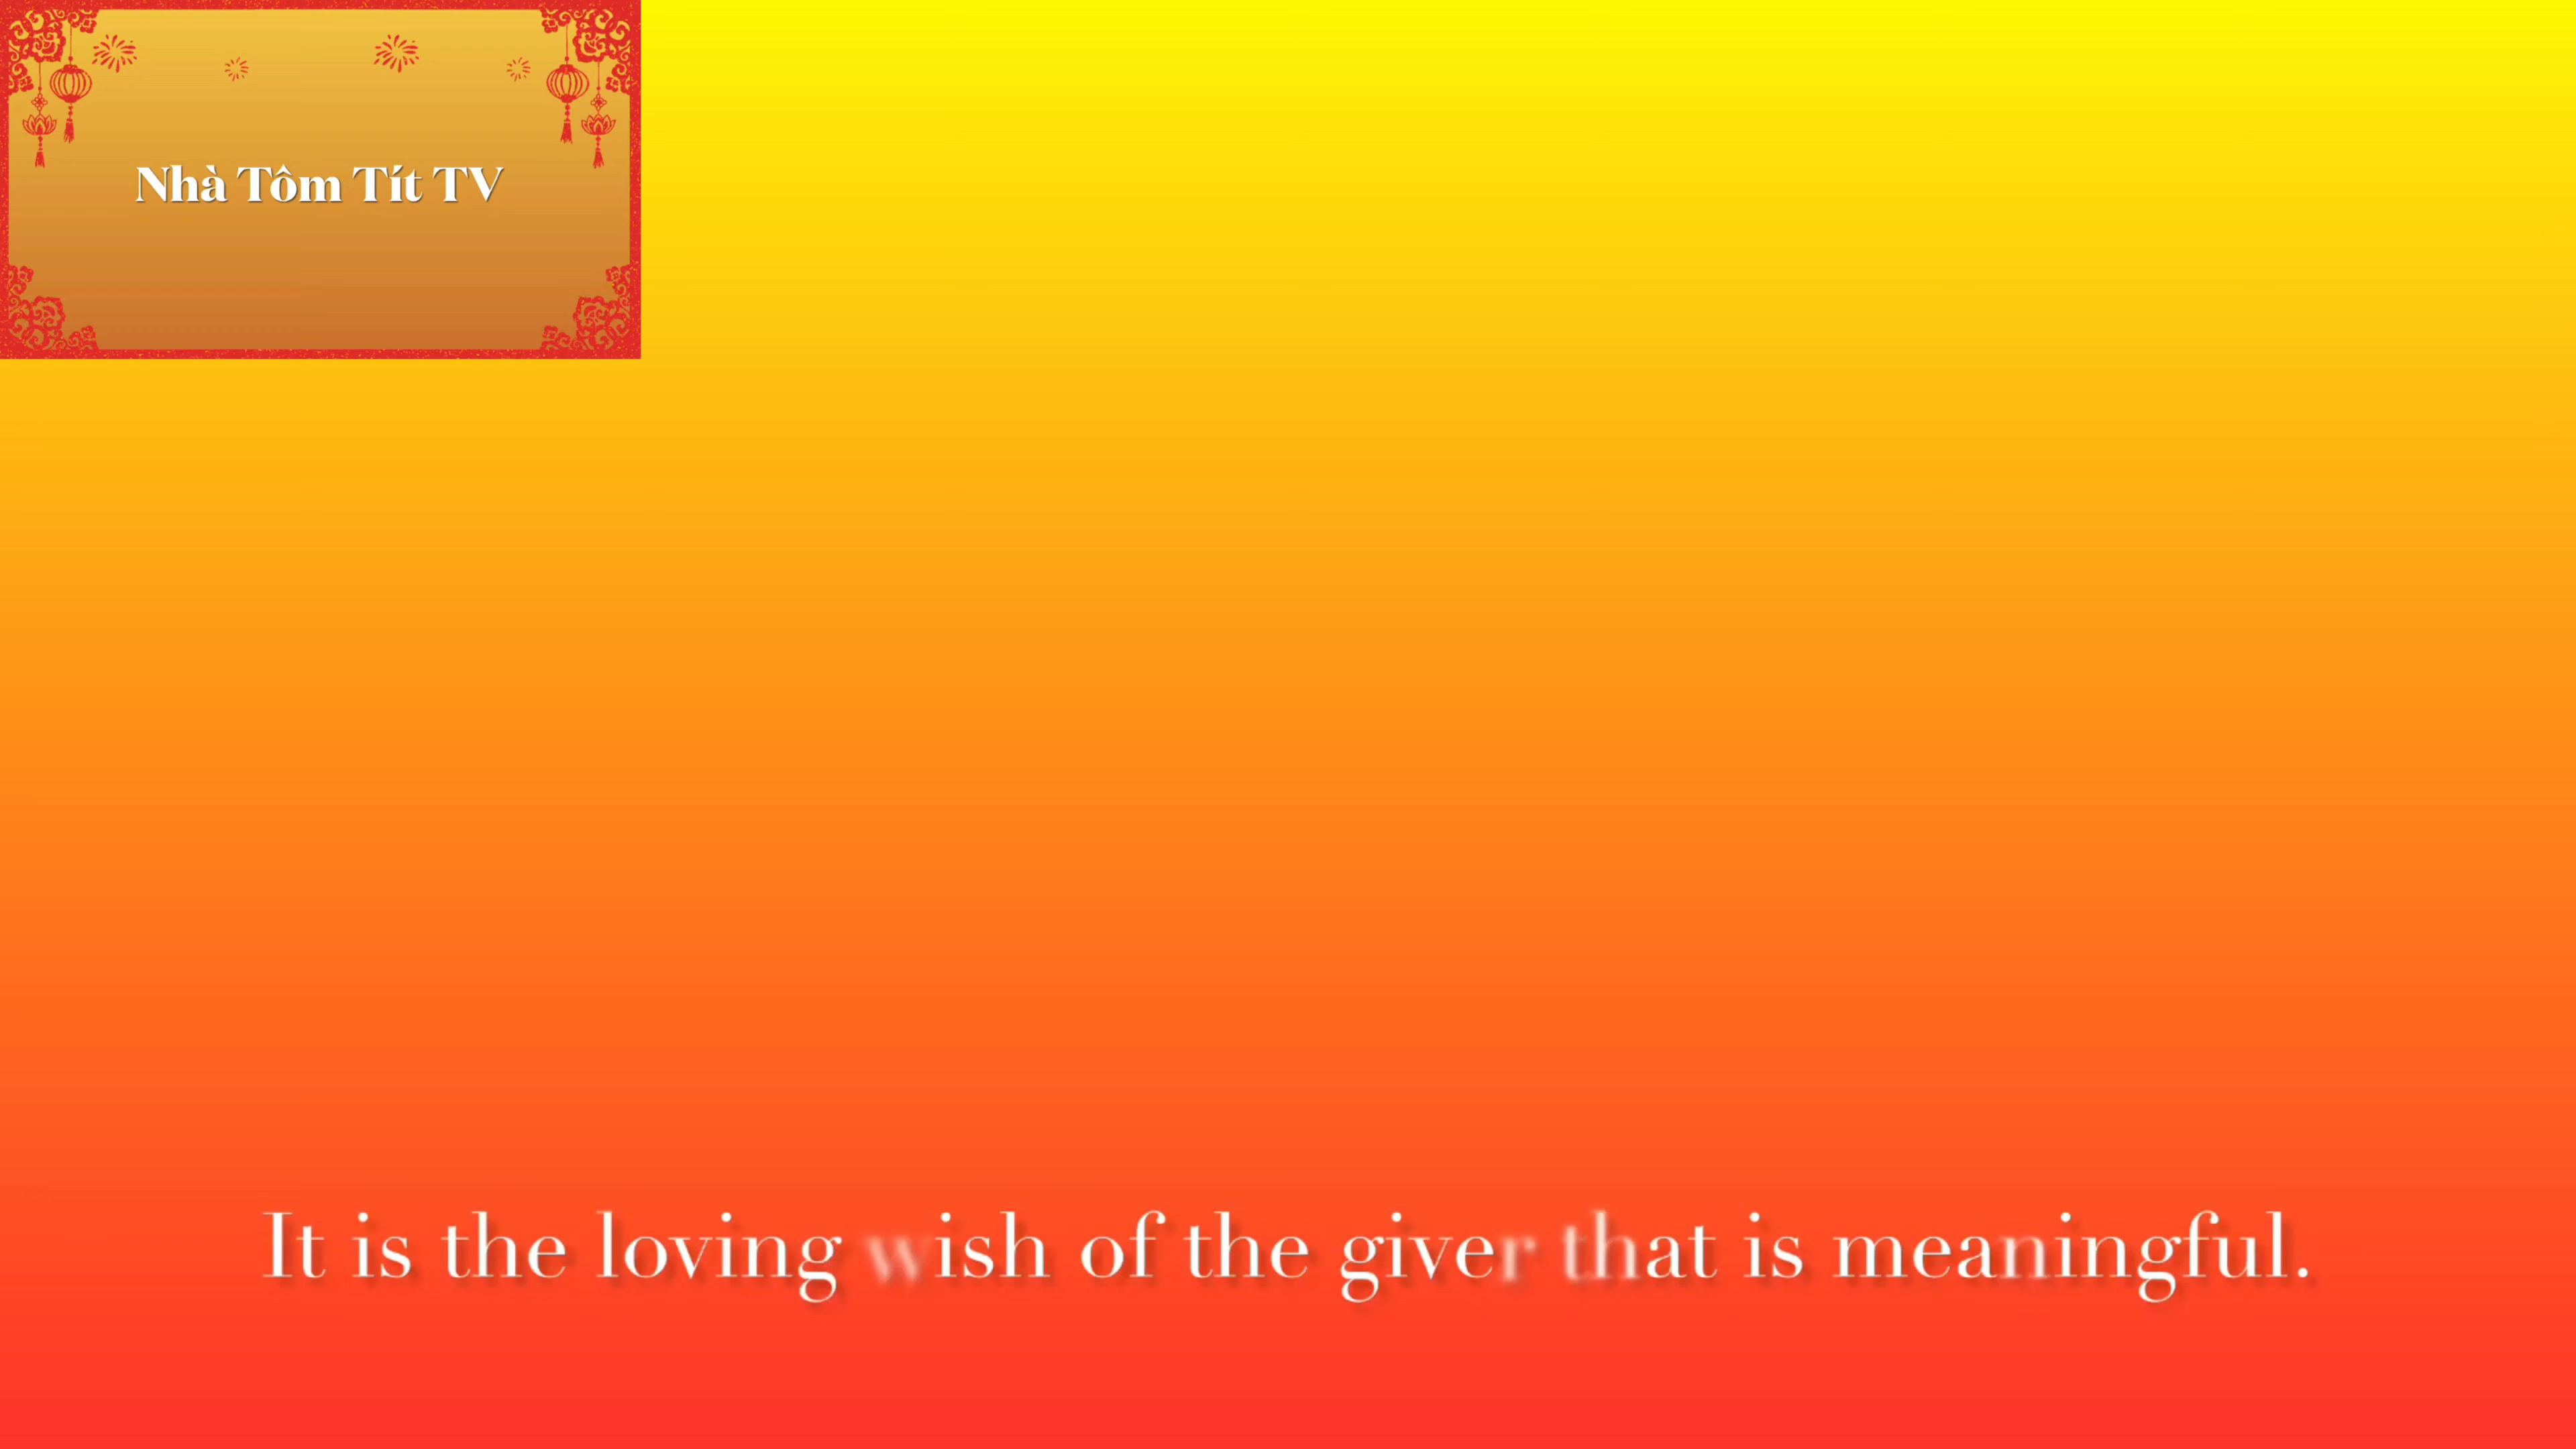 Nhà Tôm Tít TV
It is the loving wish of the giver that is meaningful.